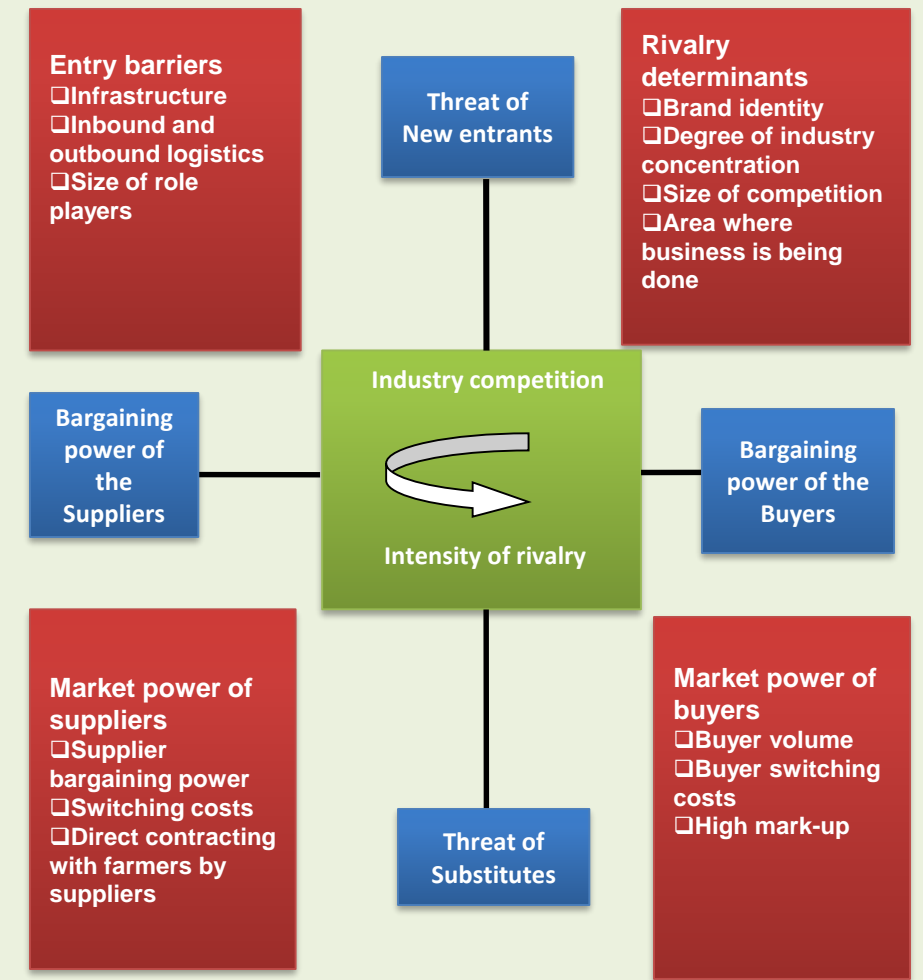 Entry barriers
❑Infrastructure
❑Inbound and
outbound logistics
❑Size of role
players
Threat of
New entrants
Rivalry
determinants
❑Brand identity
❑Degree of industry
concentration
❑Size of competition
❑Area where
business is being
done
Bargaining
power of
the
Suppliers
Industry competition
Intensity of rivalry
Bargaining
power of the
Buyers
Market power of
suppliers
❑Supplier
bargaining power
❑Switching costs
❑Direct contracting
with farmers by
suppliers
Threat of
Substitutes
Market power of
buyers
❑Buyer volume
❑Buyer switching
costs
❑High mark-up